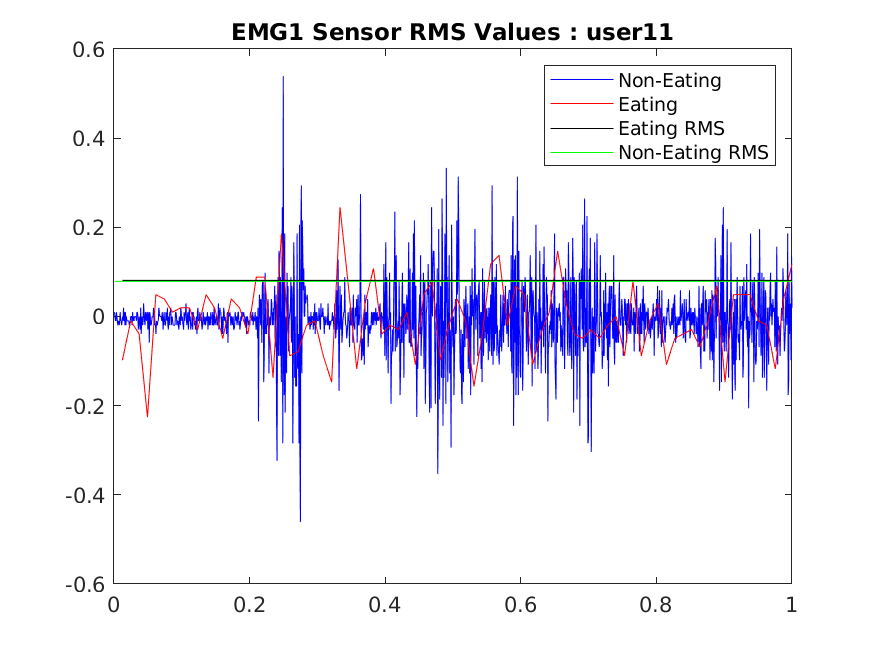 EMG1 Sensor RMS Values : user11
0.6
0.4
0.2
0
-0.2
-0.4
-0.6
Non-Eating
Eating
Eating RMS
Non-Eating RMS
0 0.2 0.4 0.6 0.8 1